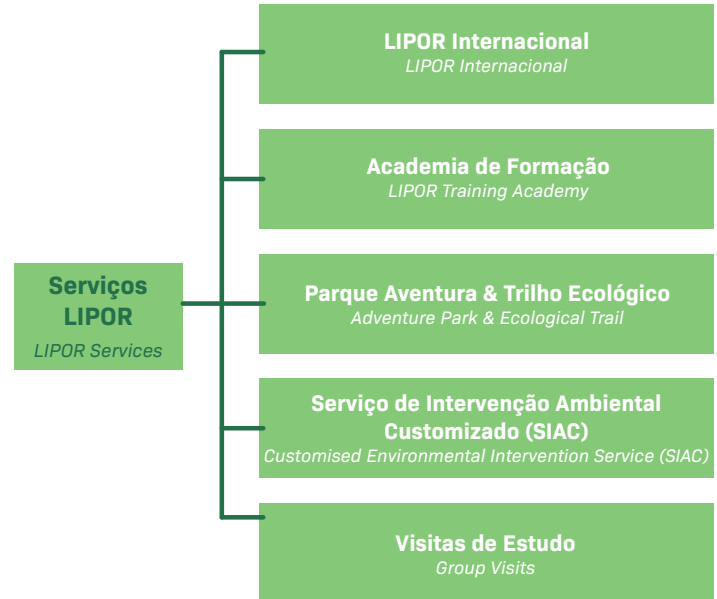 LIPOR Internacional
LIPOR Internacional
Academia de Formação
LIPOR Training Academy
Serviços
LIPOR
LIPOR Services
Parque Aventura & Trilho Ecológico
Adventure Park & Ecological Trail
Serviço de Intervenção Ambiental
Customizado (SIAC)
Customised Environmental Intervention Service (SIAC)
Visitas de Estudo
Group Visits